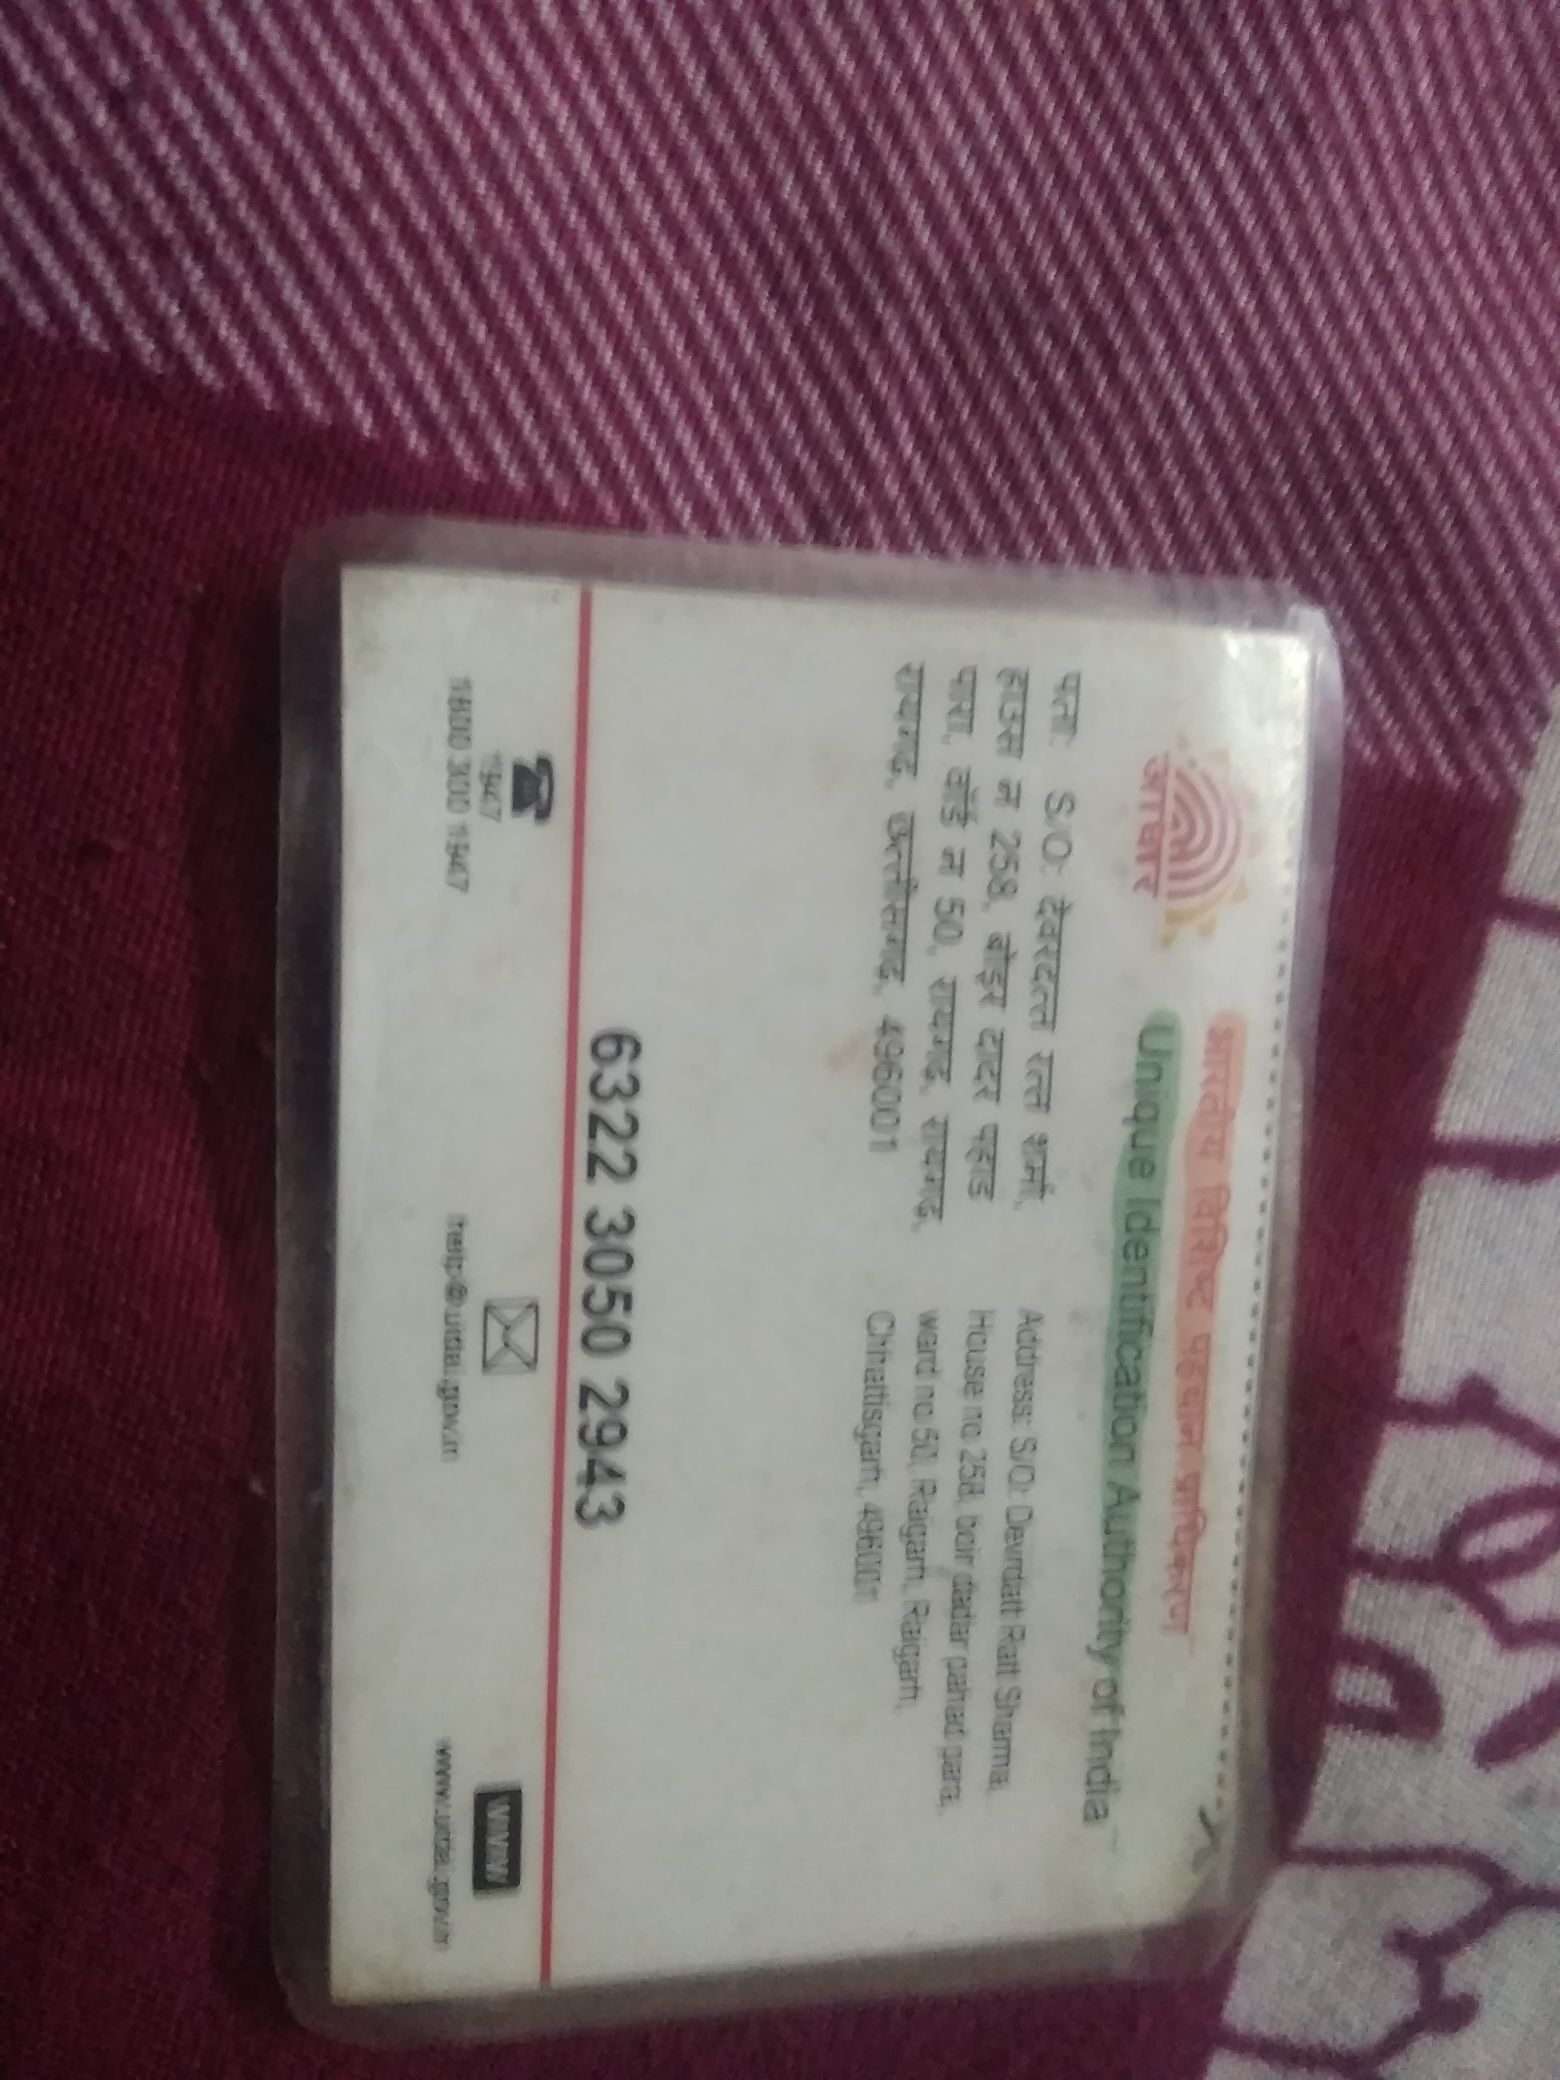 भारतीय विशिष्ट पहचान प्राधिकरण
Unique Identification Authority of India
आधार
पता: S/O: देवरदत्त रत्त शर्मा,
हाउस न 258, बोइर दादर पहाड
पारा, वॉर्ड न 50, रायगढ, रायगढ,
रायगढ, छत्तीसगढ, 496001
Address: S/O: Devrdatt Ratt Sharma,
House no 258, boir dadar pahad para,
ward no 50, Raigarh, Raigarh,
Chhattisgarh, 496001
6322 3050 2943
1947
1800 300 1947
help@uidai.gov.in
WWW
www.uidai.gov.in